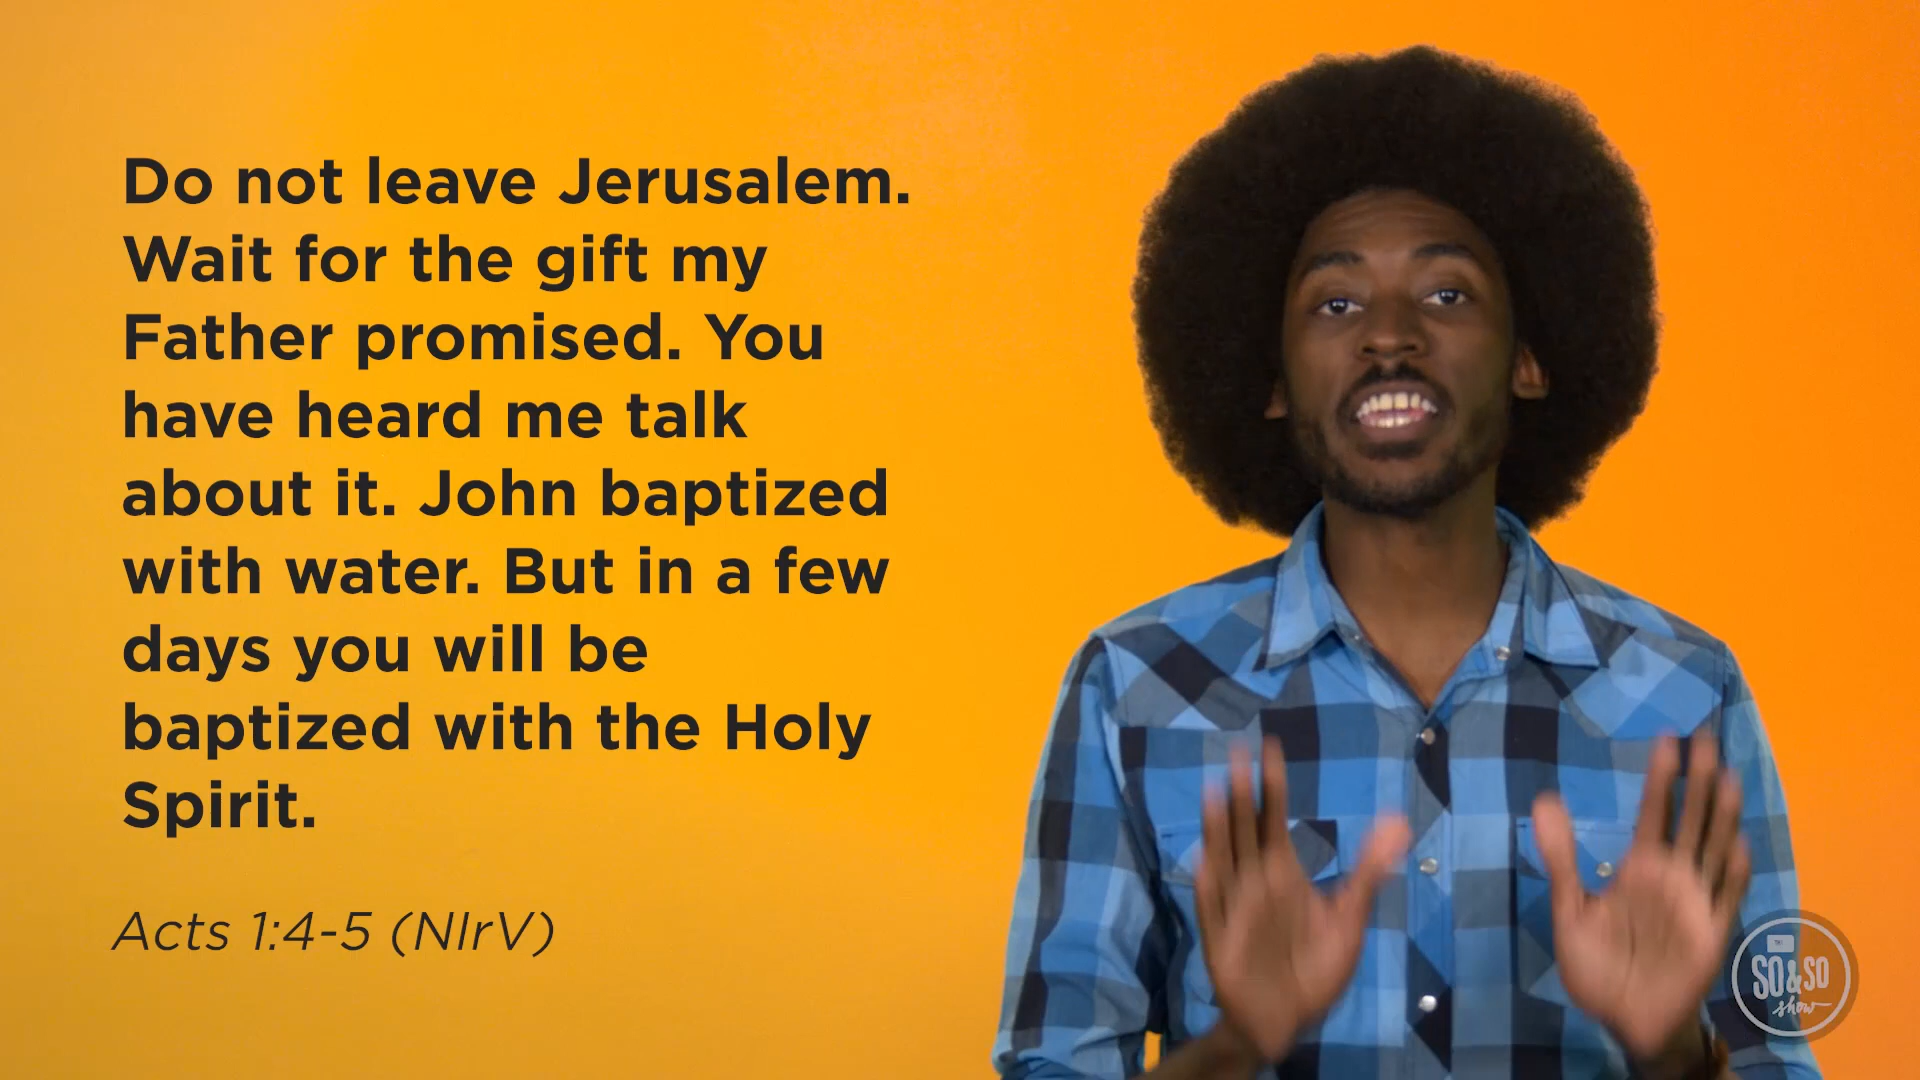 Do not leave Jerusalem.
Wait for the gift my
Father promised. You
have heard me talk
about it. John baptized
with water. But in a few
days you will be
baptized with the Holy
Spirit.
Acts 1:4-5 (NIrV)
SO&SO
show